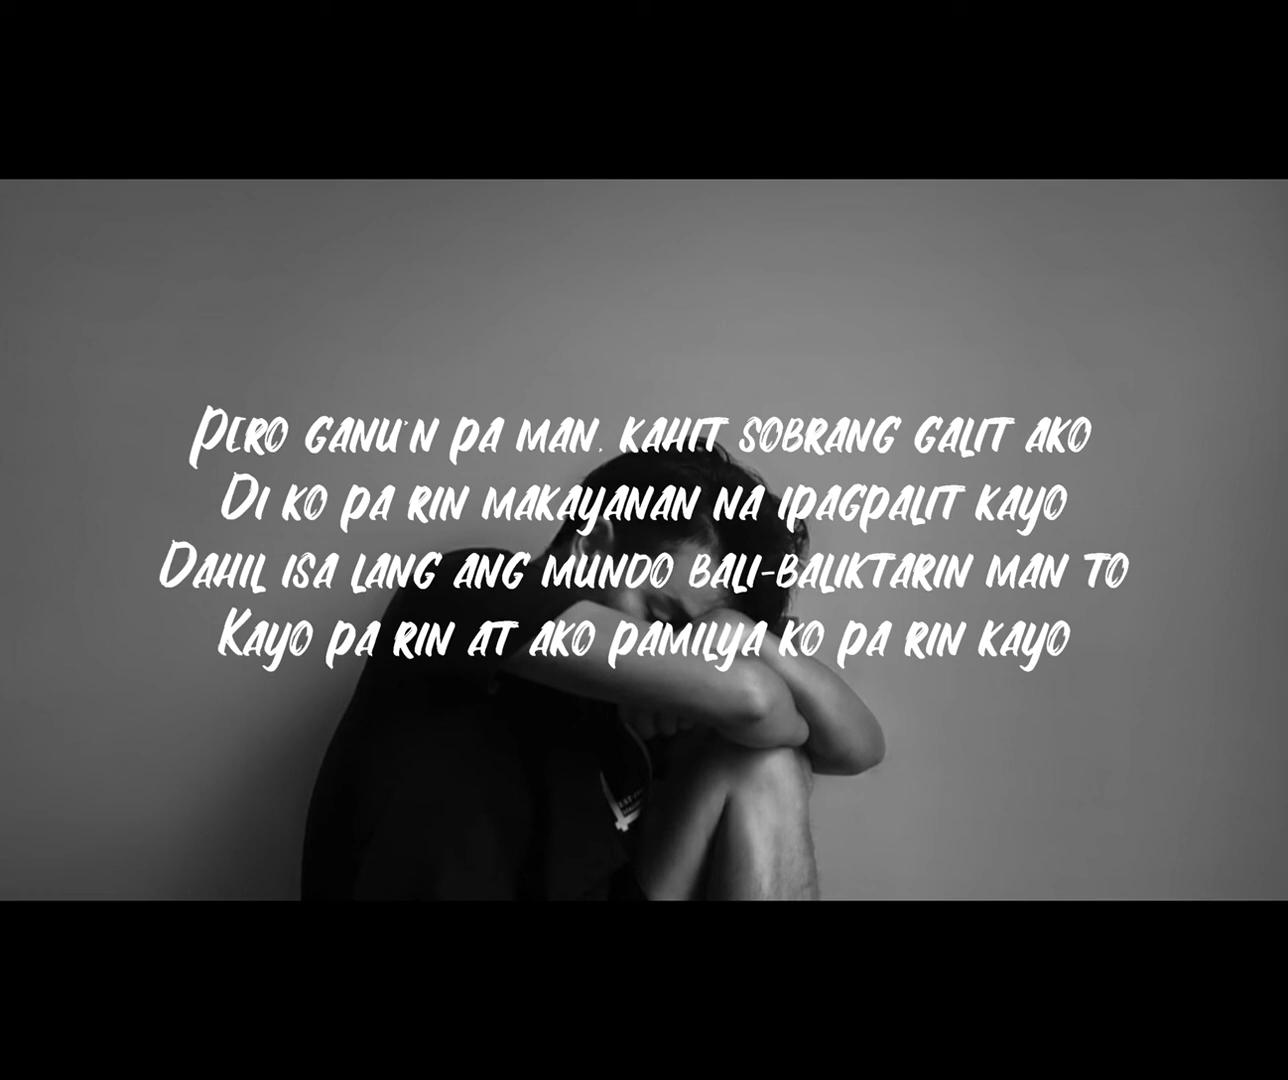 Pero ganu'n pa man, kahit sobrang galit ako
Di ko pa rin makayanan na ipagpalit kayo
Dahil isa lang ang mundo bali-baliktarin man to
Kayo pa rin at ako pamilya ko pa rin kayo